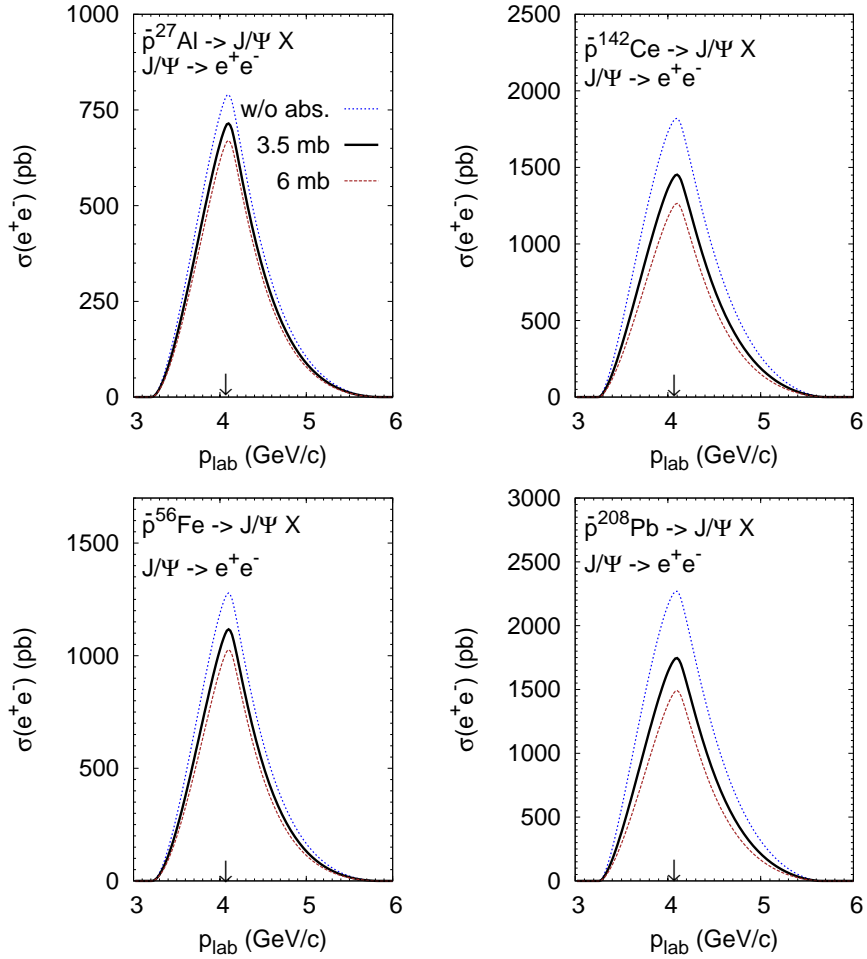 p̄²⁷Al -> J/Ψ X
J/Ψ -> e⁺e⁻
w/o abs.
3.5 mb
6 mb
σ(e⁺e⁻) (pb)
1000
750
500
250
0
3 4 5 6
p_lab (GeV/c)
p̄¹⁴²Ce -> J/Ψ X
J/Ψ -> e⁺e⁻
σ(e⁺e⁻) (pb)
2500
2000
1500
1000
500
0
3 4 5 6
p_lab (GeV/c)
p̄⁵⁶Fe -> J/Ψ X
J/Ψ -> e⁺e⁻
σ(e⁺e⁻) (pb)
1500
1000
500
0
3 4 5 6
p_lab (GeV/c)
p̄²⁰⁸Pb -> J/Ψ X
J/Ψ -> e⁺e⁻
σ(e⁺e⁻) (pb)
3000
2500
2000
1500
1000
500
0
3 4 5 6
p_lab (GeV/c)